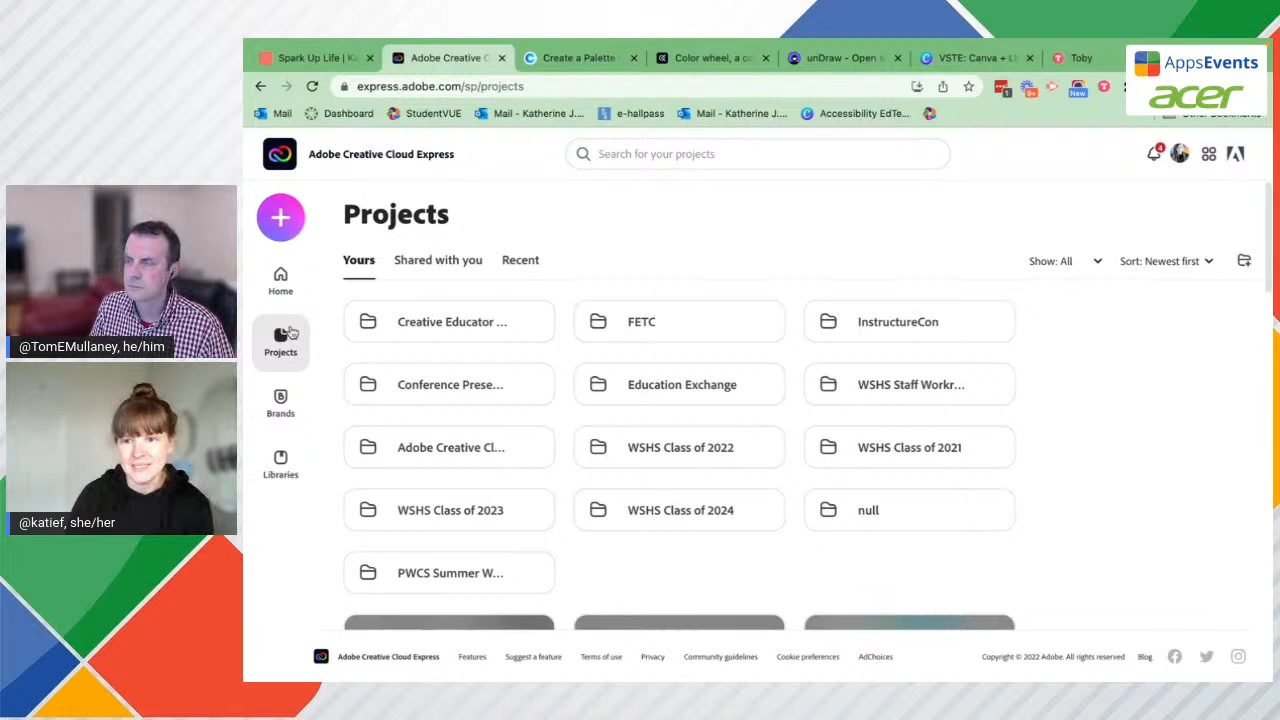 Spark Up Life | K
Adobe Creative C
Create a Palette
Color wheel, a co
unDraw - Open s
VSTE: Canva + L
Toby
AppsEvents
acer
express.adobe.com/sp/projects
1
9+
New
Mail
Dashboard
StudentVUE
Mail - Katherine J....
e-hallpass
Mail - Katherine J....
Accessibility EdTe...
Adobe Creative Cloud Express
Search for your projects
4
Projects
Yours
Shared with you
Recent
Show: All
Sort: Newest first
Home
Projects
Brands
Libraries
Creative Educator ...
FETC
InstructureCon
Conference Prese...
Education Exchange
WSHS Staff Workr...
Adobe Creative Cl...
WSHS Class of 2022
WSHS Class of 2021
WSHS Class of 2023
WSHS Class of 2024
null
PWCS Summer W...
@TomEMullaney, he/him
@katief, she/her
Adobe Creative Cloud Express
Features
Suggest a feature
Terms of use
Privacy
Community guidelines
Cookie preferences
AdChoices
Copyright © 2022 Adobe. All rights reserved
Blog